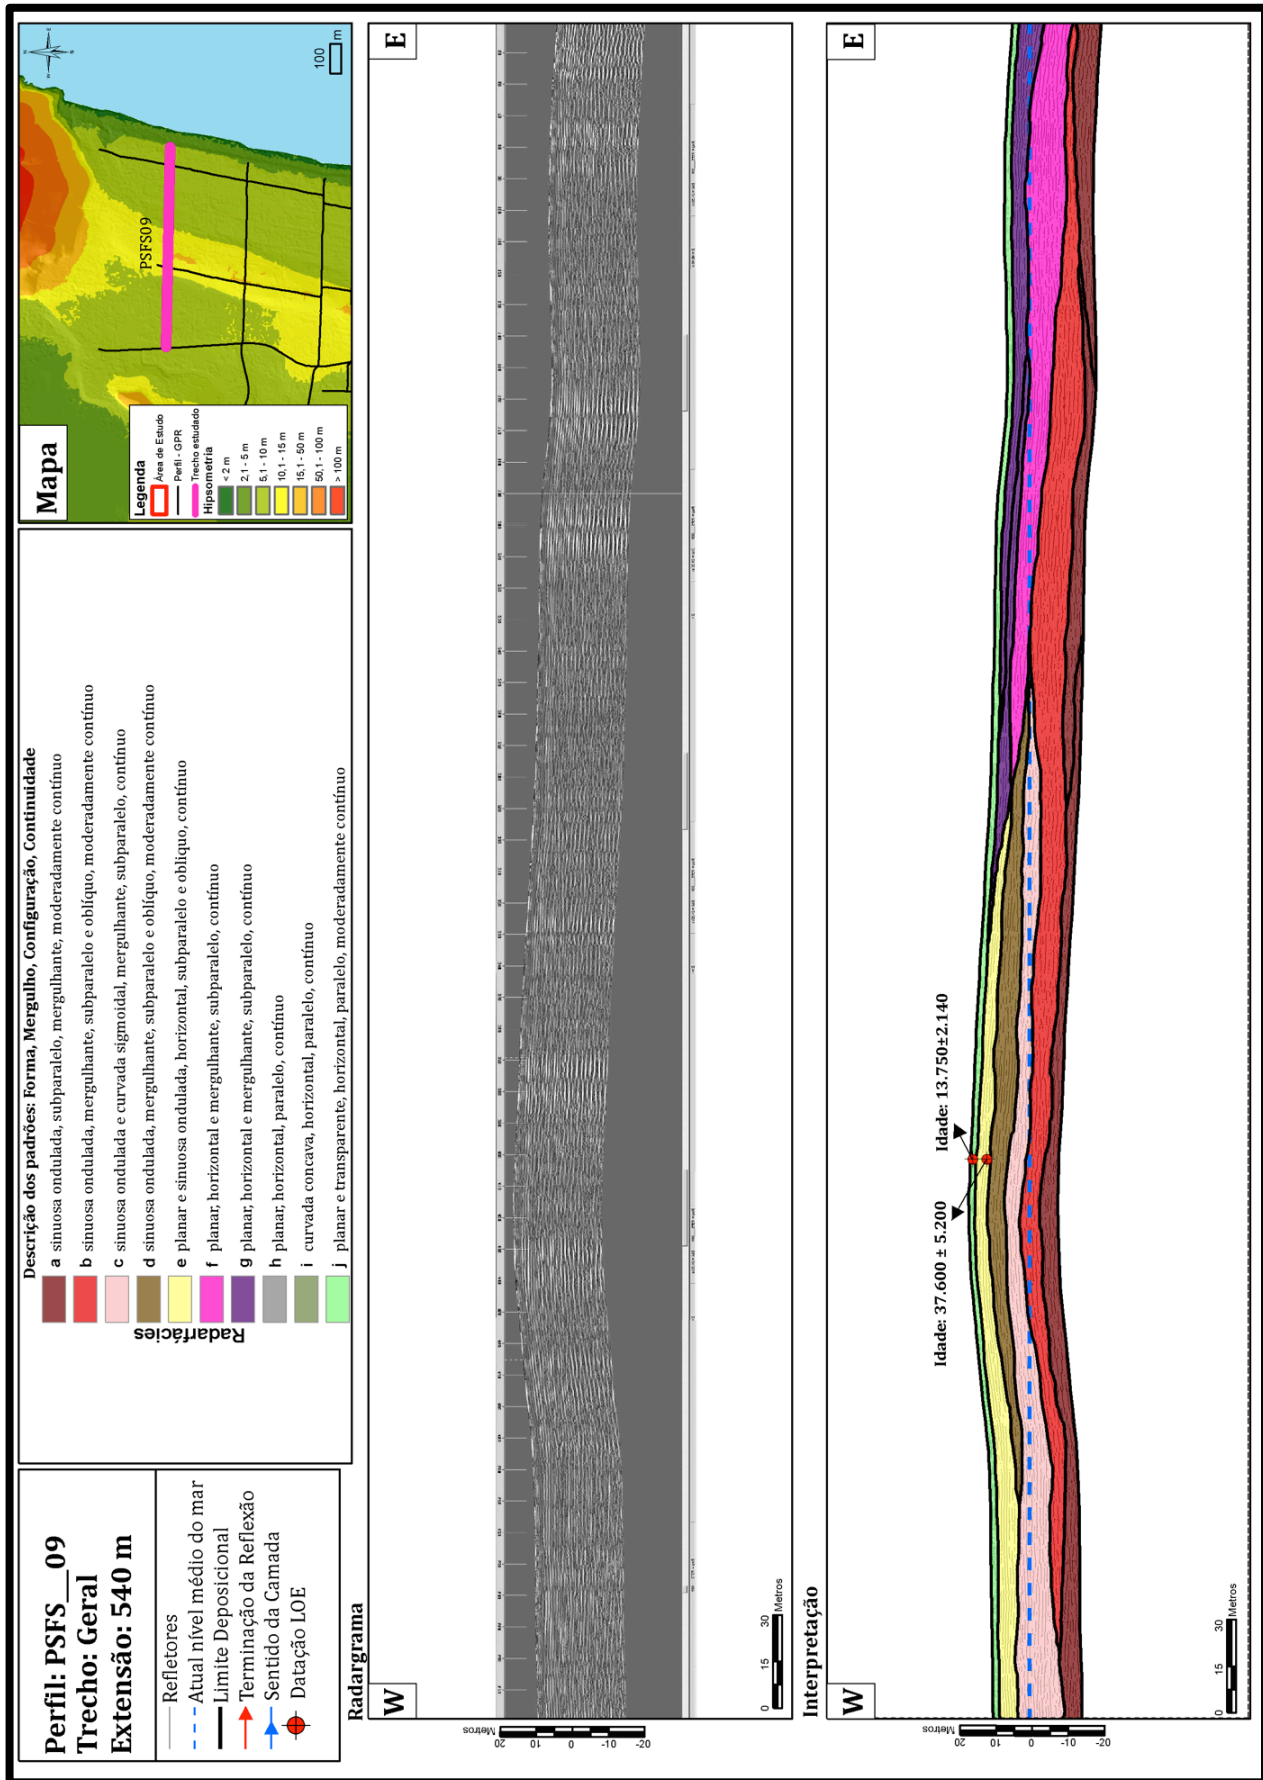 Perfil: PSFS__09
Trecho: Geral
Extensão: 540 m
Refletores
Atual nível médio do mar
Limite Deposicional
Terminação da Reflexão
Sentido da Camada
Datação LOE
Descrição dos padrões: Forma, Mergulho, Configuração, Continuidade
Radarfácies
a sinuosa ondulada, subparalelo, mergulhante, moderadamente contínuo
b sinuosa ondulada, mergulhante, subparalelo e oblíquo, moderadamente contínuo
c sinuosa ondulada e curvada sigmoidal, mergulhante, subparalelo, contínuo
d sinuosa ondulada, mergulhante, subparalelo e oblíquo, moderadamente contínuo
e planar e sinuosa ondulada, horizontal, subparalelo e obliquo, contínuo
f planar, horizontal e mergulhante, subparalelo, contínuo
g planar, horizontal e mergulhante, subparalelo, contínuo
h planar, horizontal, paralelo, contínuo
i curvada concava, horizontal, paralelo, contínuo
j planar e transparente, horizontal, paralelo, moderadamente contínuo
Mapa
Legenda
Área de Estudo
Perfil - GPR
Trecho estudado
Hipsometria
< 2 m
2,1 - 5 m
5,1 - 10 m
10,1 - 15 m
15,1 - 50 m
50,1 - 100 m
> 100 m
PSFS09
100
m
Radargrama
W
E
Metros
20
10
0
-10
-20
0 15 30
Metros
Interpretação
W
E
Idade: 37.600 ± 5.200
Idade: 13.750±2.140
Metros
20
10
0
-10
-20
0 15 30
Metros